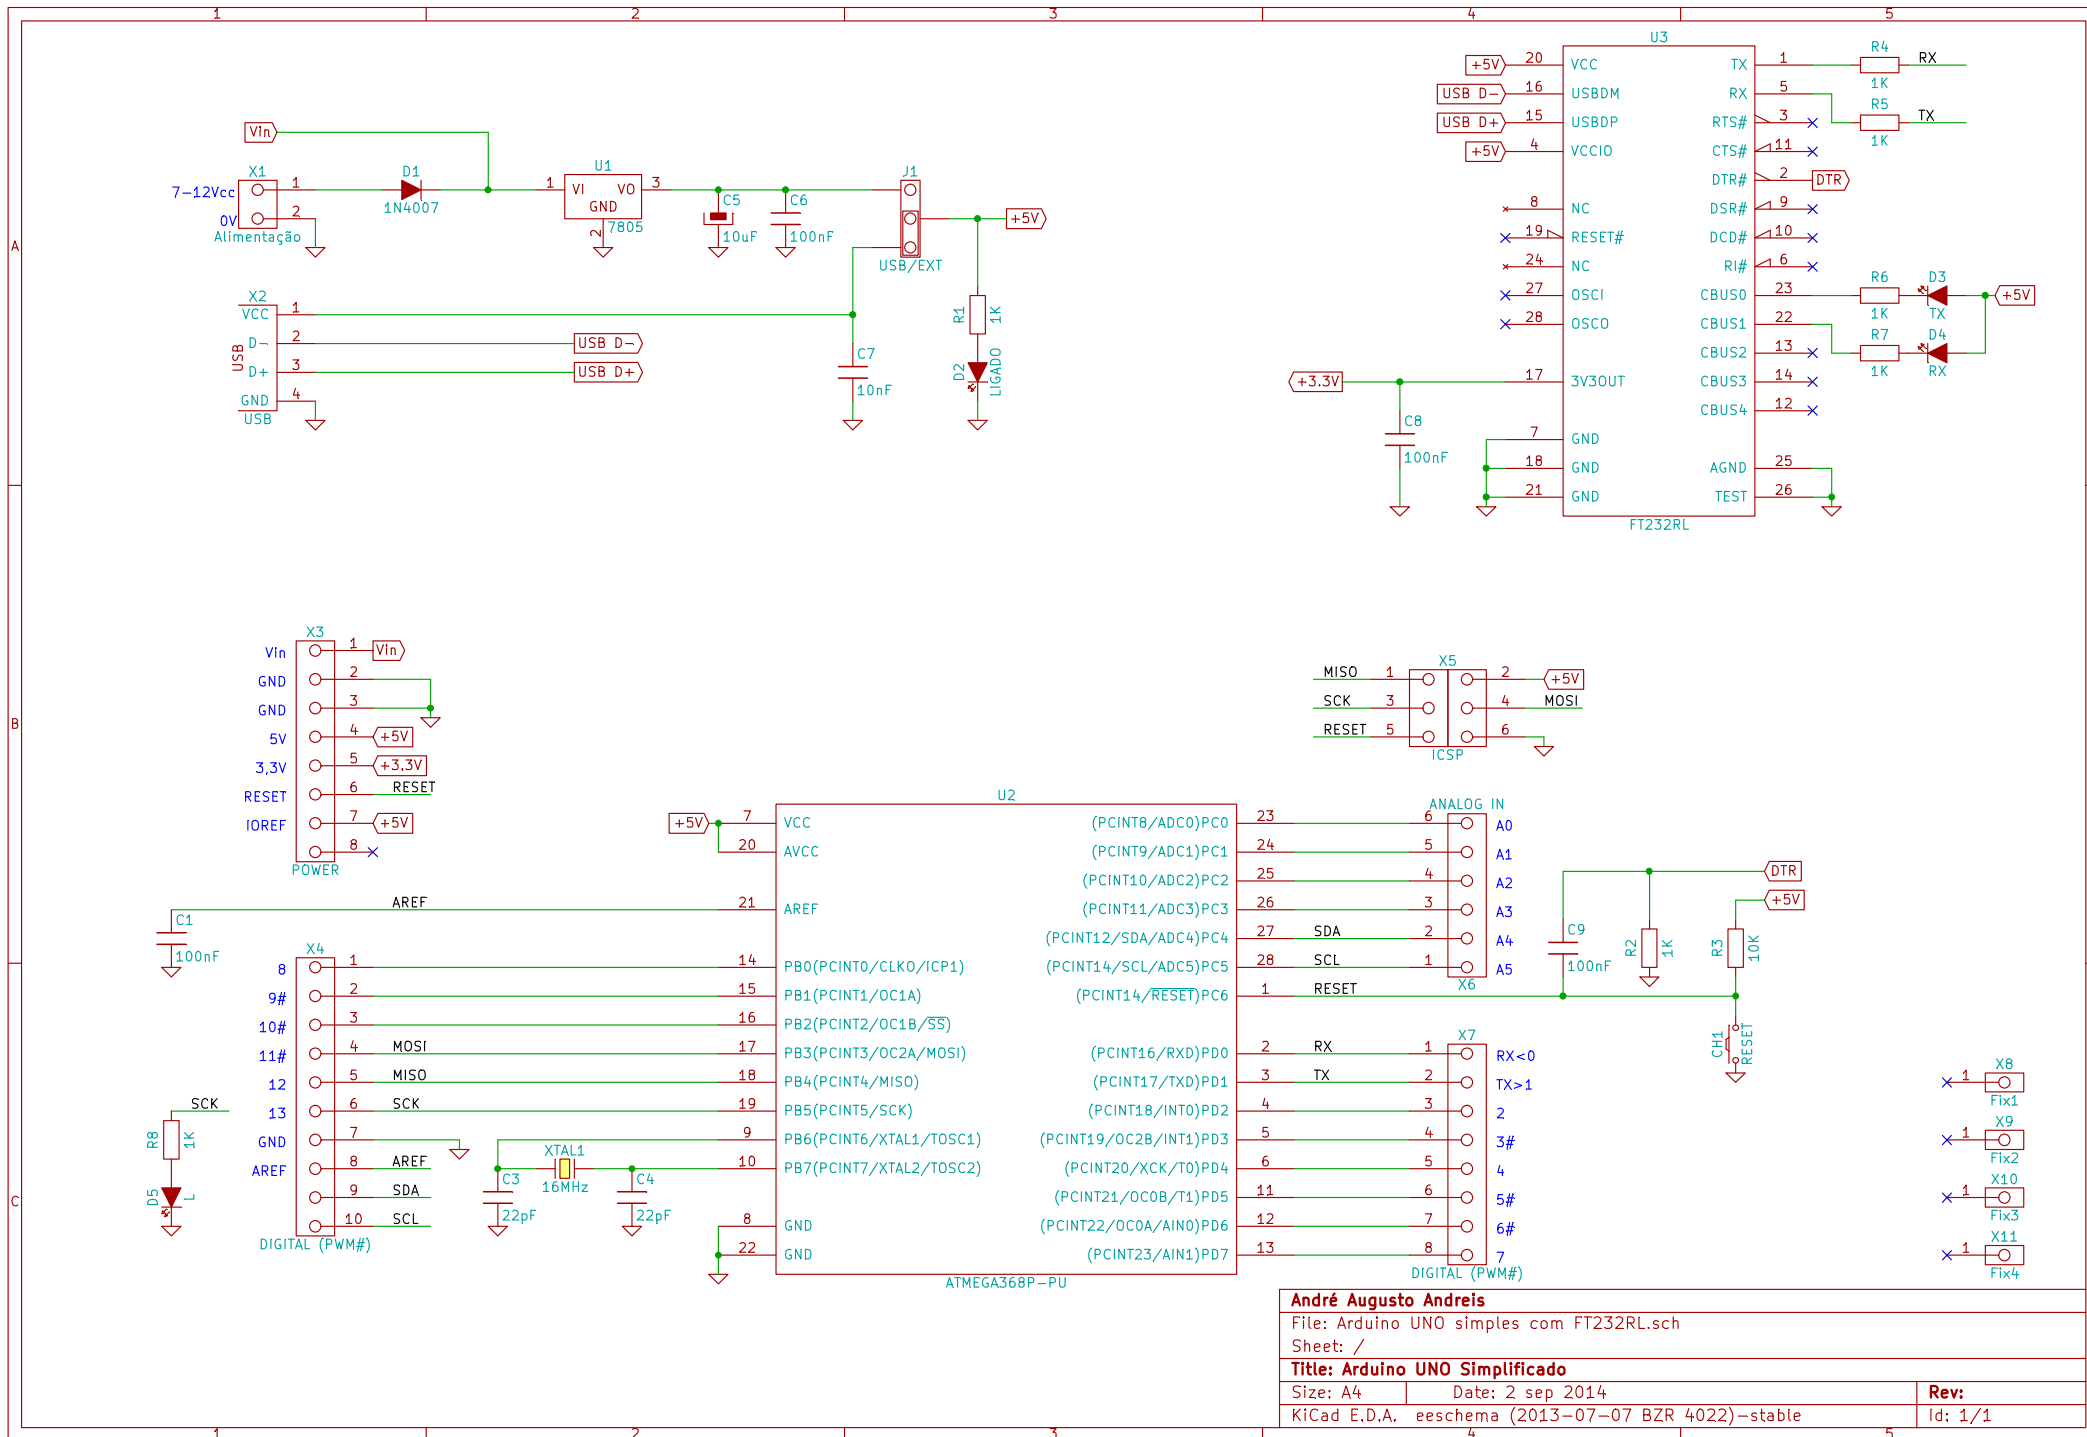 1 2 3 4 5
A
B
C
Vin
X1
7-12Vcc
0V
1
2
Alimentação
D1
1N4007
U1
1 VI VO 3
GND
2
7805
C5
10uF
C6
100nF
J1
USB/EXT
+5V
R1
1K
D2
LIGADO
X2
USB
VCC 1
D- 2
D+ 3
GND 4
USB
USB D-
USB D+
C7
10nF
U3
+5V 20 VCC
USB D- 16 USBDM
USB D+ 15 USBDP
+5V 4 VCCIO
8 NC
19 RESET#
24 NC
27 OSCI
28 OSCO
+3.3V 17 3V3OUT
7 GND
18 GND
21 GND
TX 1
RX 5
RTS# 3
CTS# 11
DTR# 2 DTR
DSR# 9
DCD# 10
RI# 6
CBUS0 23
CBUS1 22
CBUS2 13
CBUS3 14
CBUS4 12
AGND 25
TEST 26
FT232RL
R4 RX
1K
R5 TX
1K
R6
1K
D3
TX
+5V
R7
1K
D4
RX
C8
100nF
X3
Vin 1 Vin
GND 2
GND 3
5V 4 +5V
3,3V 5 +3,3V
RESET 6 RESET
IOREF 7 +5V
8
POWER
X5
MISO 1 2 +5V
SCK 3 4 MOSI
RESET 5 6
ICSP
C1
100nF
AREF
X4
8 1
9# 2
10# 3
11# 4 MOSI
12 5 MISO
13 6 SCK
GND 7
AREF 8 AREF
9 SDA
10 SCL
DIGITAL (PWM#)
SCK
R8
1K
D5
L
XTAL1
16MHz
C3
22pF
C4
22pF
U2
+5V 7 VCC
20 AVCC
21 AREF
14 PB0(PCINT0/CLKO/ICP1)
15 PB1(PCINT1/OC1A)
16 PB2(PCINT2/OC1B/SS)
17 PB3(PCINT3/OC2A/MOSI)
18 PB4(PCINT4/MISO)
19 PB5(PCINT5/SCK)
9 PB6(PCINT6/XTAL1/TOSC1)
10 PB7(PCINT7/XTAL2/TOSC2)
8 GND
22 GND
(PCINT8/ADC0)PC0 23
(PCINT9/ADC1)PC1 24
(PCINT10/ADC2)PC2 25
(PCINT11/ADC3)PC3 26
(PCINT12/SDA/ADC4)PC4 27 SDA
(PCINT14/SCL/ADC5)PC5 28 SCL
(PCINT14/RESET)PC6 1 RESET
(PCINT16/RXD)PD0 2 RX
(PCINT17/TXD)PD1 3 TX
(PCINT18/INT0)PD2 4
(PCINT19/OC2B/INT1)PD3 5
(PCINT20/XCK/T0)PD4 6
(PCINT21/OC0B/T1)PD5 11
(PCINT22/OC0A/AIN0)PD6 12
(PCINT23/AIN1)PD7 13
ATMEGA368P-PU
ANALOG IN
6 A0
5 A1
4 A2
3 A3
2 A4
1 A5
X6
X7
1 RX<0
2 TX>1
3 2
4 3#
5 4
6 5#
7 6#
8 7
DIGITAL (PWM#)
DTR
+5V
C9
100nF
R2
1K
R3
10K
CH1
RESET
X8
1
Fix1
X9
1
Fix2
X10
1
Fix3
X11
1
Fix4
André Augusto Andreis
File: Arduino UNO simples com FT232RL.sch
Sheet: /
Title: Arduino UNO Simplificado
Size: A4 Date: 2 sep 2014 Rev:
KiCad E.D.A. eeschema (2013-07-07 BZR 4022)-stable Id: 1/1
1 2 3 4 5